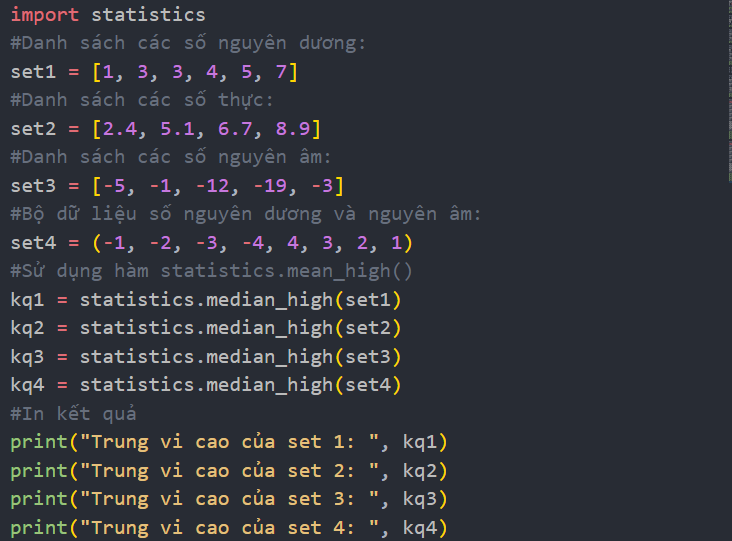 import statistics
#Danh sách các số nguyên dương:
set1 = [1, 3, 3, 4, 5, 7]
#Danh sách các số thực:
set2 = [2.4, 5.1, 6.7, 8.9]
#Danh sách các số nguyên âm:
set3 = [-5, -1, -12, -19, -3]
#Bộ dữ liệu số nguyên dương và nguyên âm:
set4 = (-1, -2, -3, -4, 4, 3, 2, 1)
#Sử dụng hàm statistics.mean_high()
kq1 = statistics.median_high(set1)
kq2 = statistics.median_high(set2)
kq3 = statistics.median_high(set3)
kq4 = statistics.median_high(set4)
#In kết quả
print("Trung vi cao của set 1: ", kq1)
print("Trung vi cao của set 2: ", kq2)
print("Trung vi cao của set 3: ", kq3)
print("Trung vi cao của set 4: ", kq4)